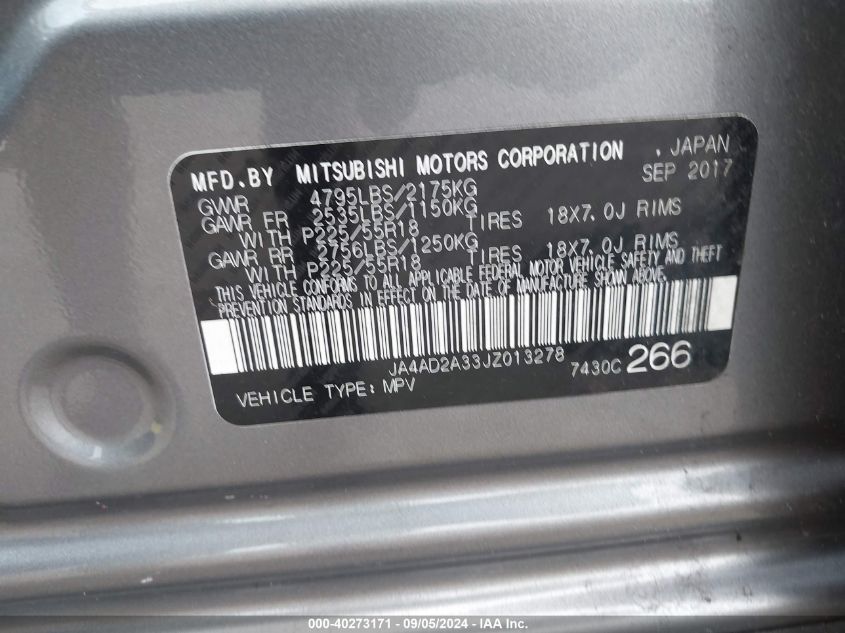 MFD.BY MITSUBISHI MOTORS CORPORATION , JAPAN
SEP 2017
GVWR 4795LBS/2175KG
GAWR FR 2535LBS/1150KG
WITH P225/55R18 TIRES 18X7.0J RIMS
GAWR RR 2756LBS/1250KG
WITH P225/55R18 TIRES 18X7.0J RIMS
THIS VEHICLE CONFORMS TO ALL APPLICABLE FEDERAL MOTOR VEHICLE SAFETY AND THEFT
PREVENTION STANDARDS IN EFFECT ON THE DATE OF MANUFACTURE SHOWN ABOVE.
JA4AD2A33JZ013278
7430C 266
VEHICLE TYPE: MPV
000-40273171 - 09/05/2024 - IAAI Inc.